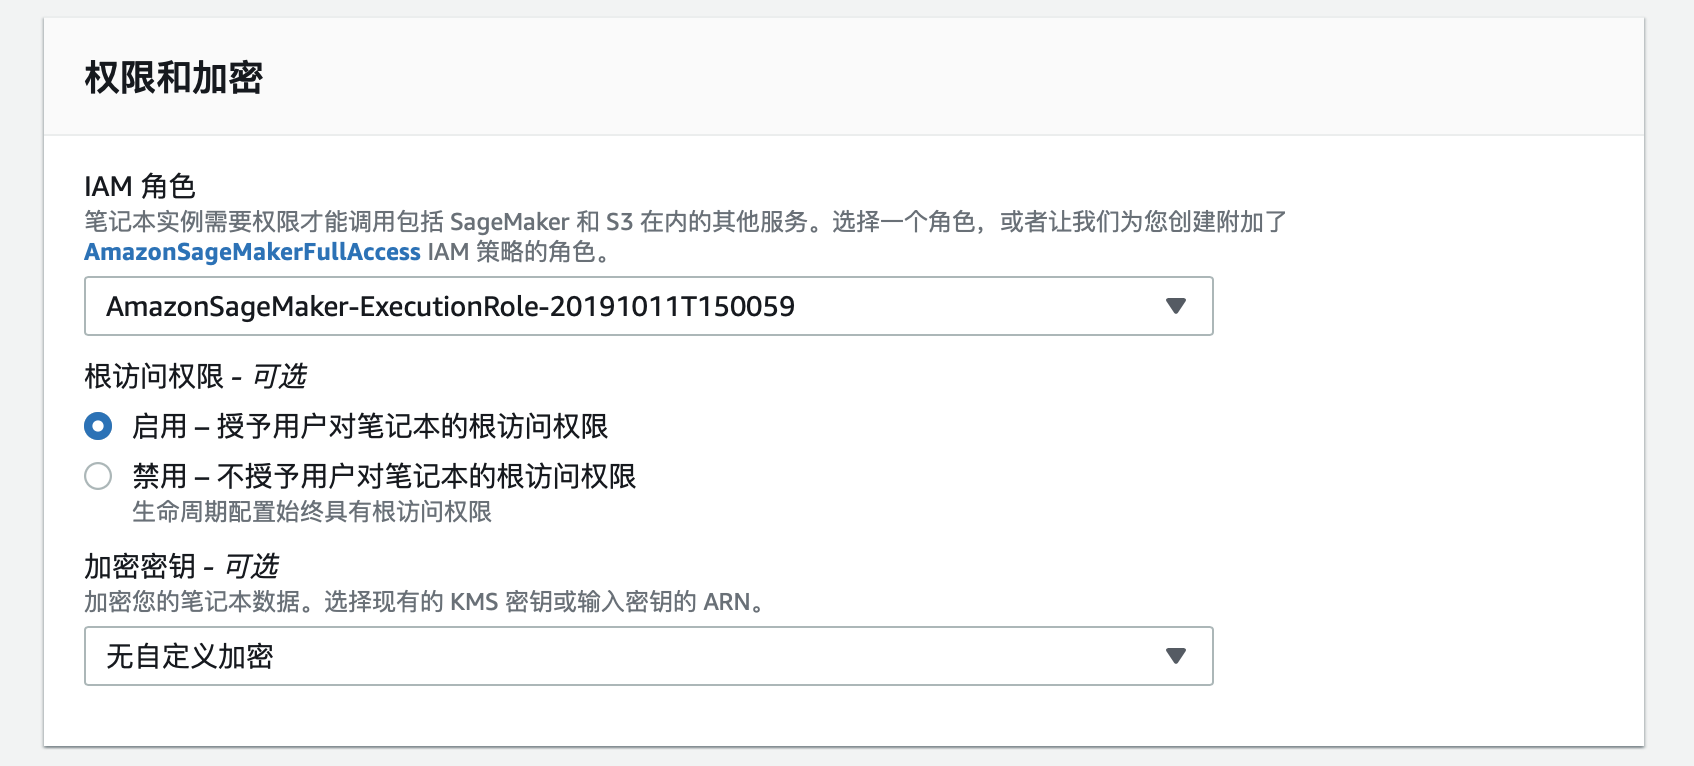 权限和加密
IAM 角色
笔记本实例需要权限才能调用包括 SageMaker 和 S3 在内的其他服务。选择一个角色，或者让我们为您创建附加了
AmazonSageMakerFullAccess IAM 策略的角色。
AmazonSageMaker-ExecutionRole-20191011T150059
根访问权限 - 可选
启用 – 授予用户对笔记本的根访问权限
禁用 – 不授予用户对笔记本的根访问权限
生命周期配置始终具有根访问权限
加密密钥 - 可选
加密您的笔记本数据。选择现有的 KMS 密钥或输入密钥的 ARN。
无自定义加密